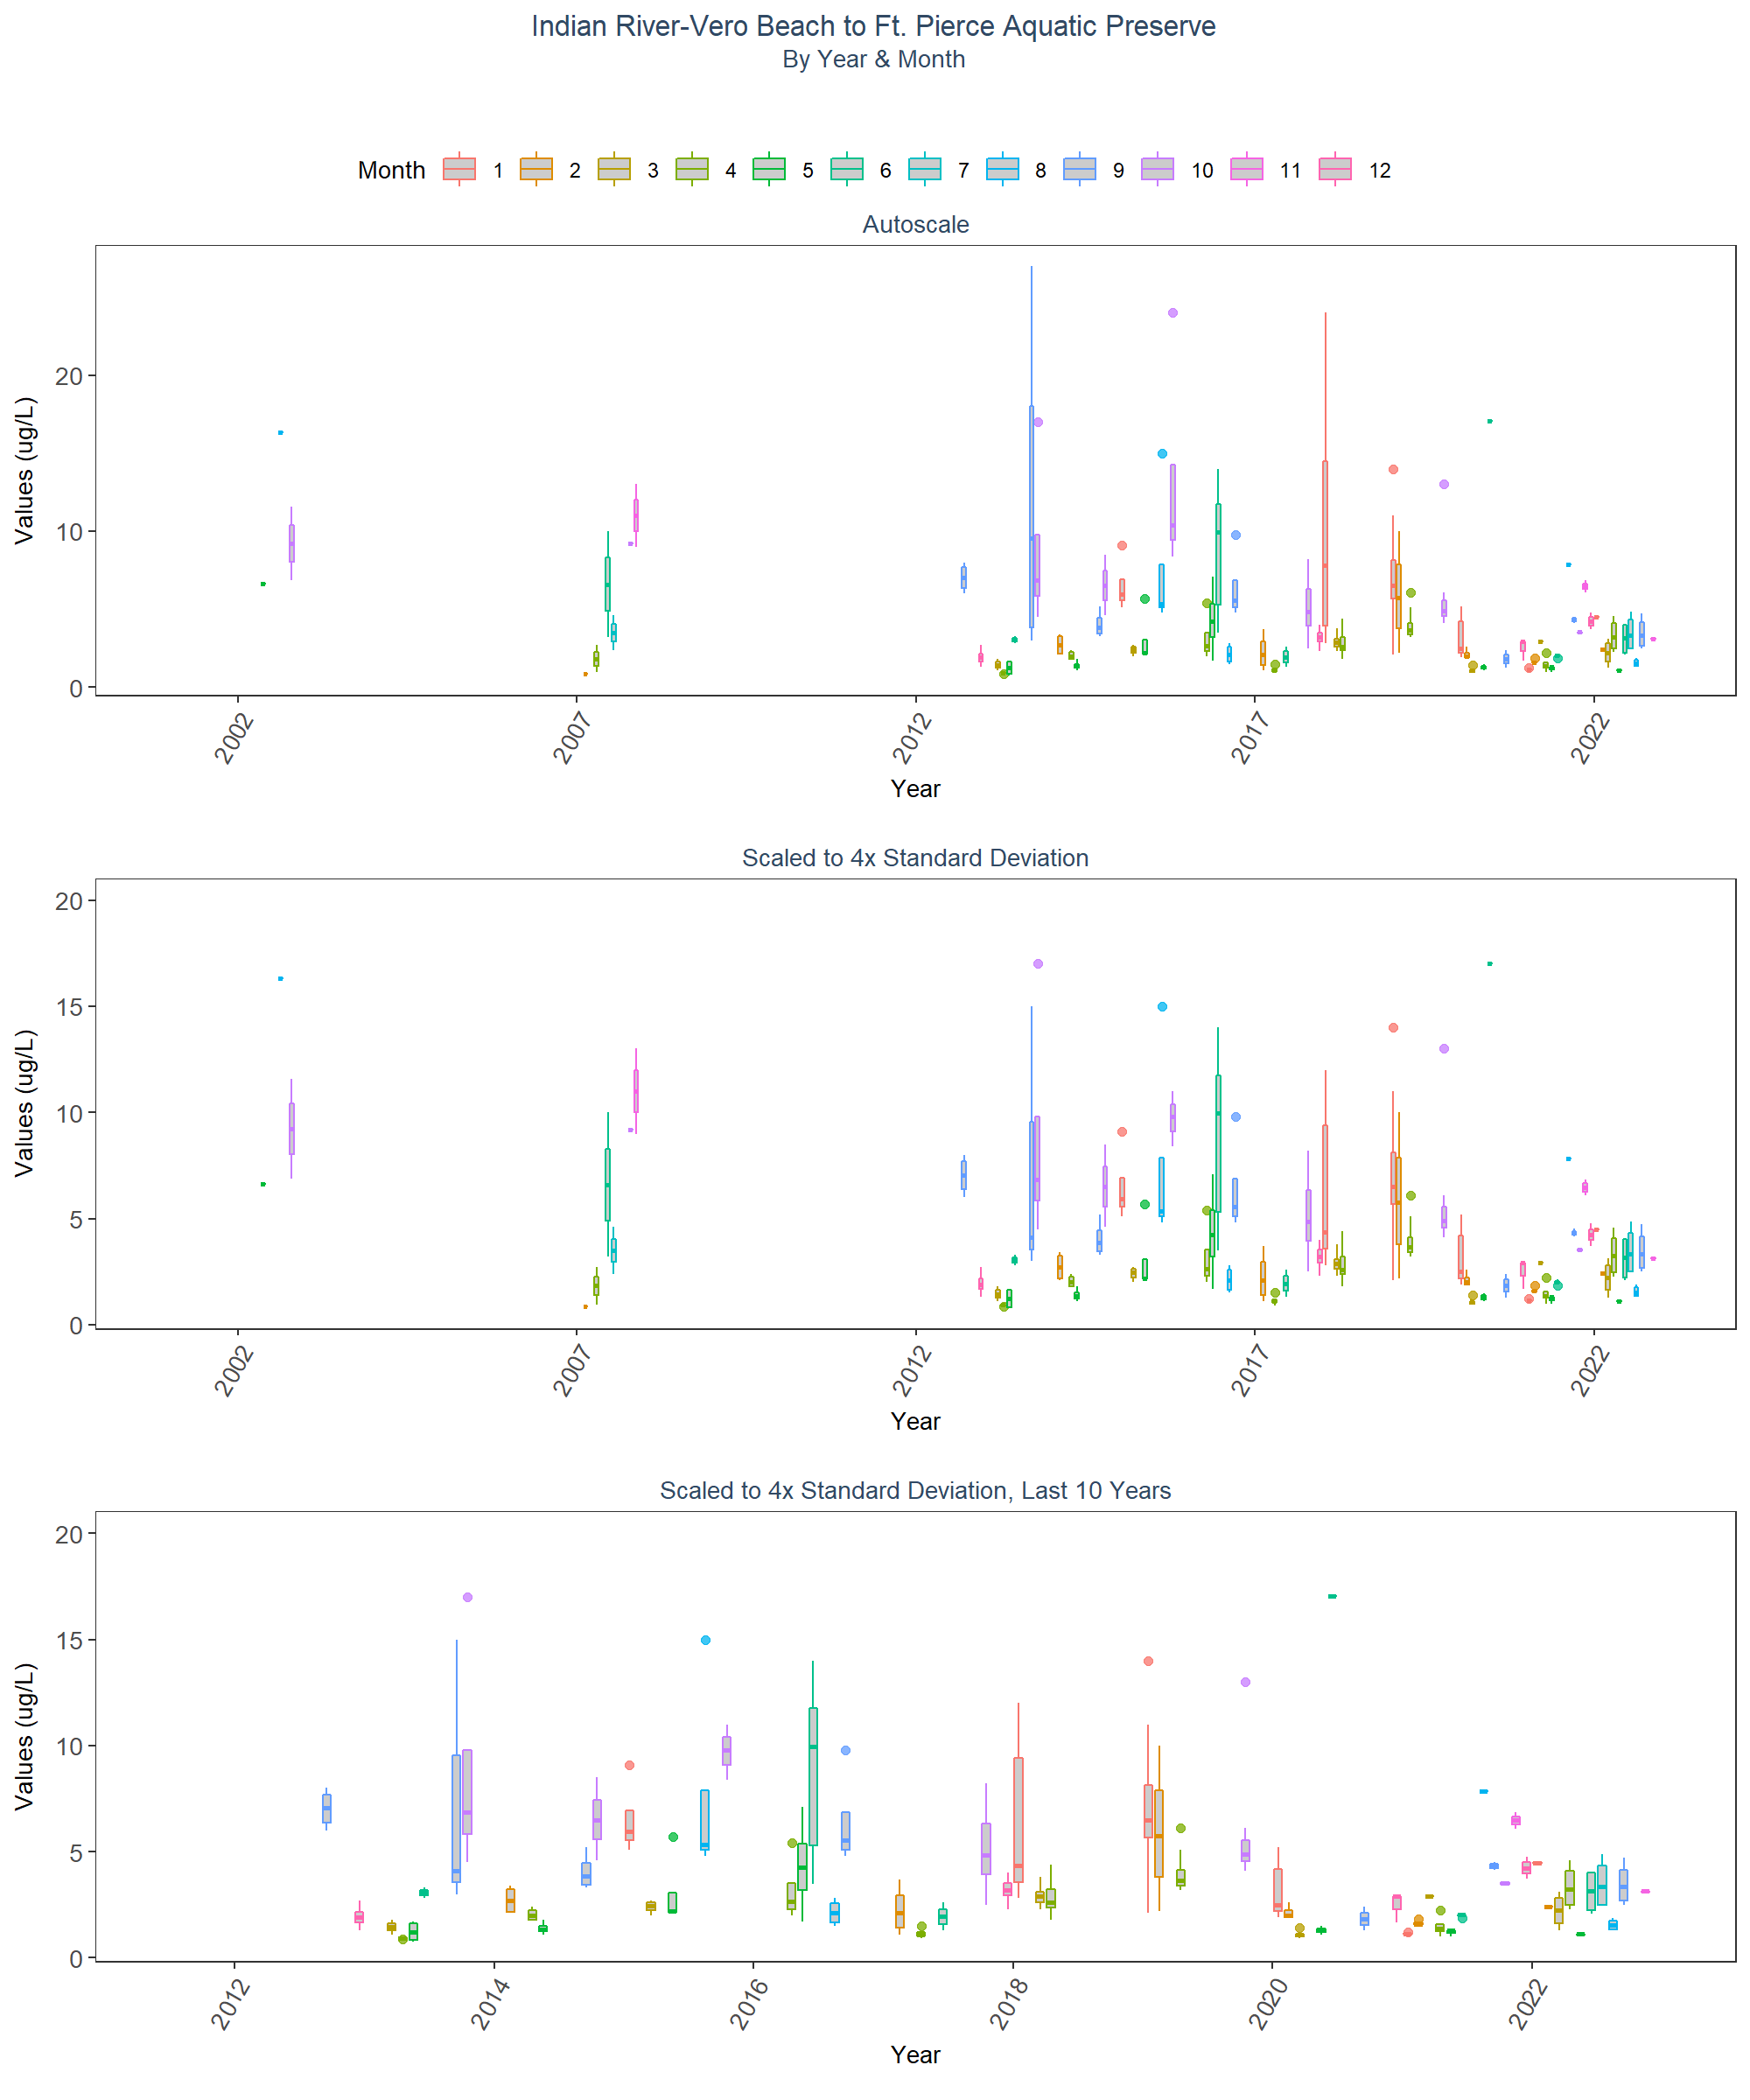 Indian River-Vero Beach to Ft. Pierce Aquatic Preserve
By Year & Month
Month 1 2 3 4 5 6 7 8 9 10 11 12
Autoscale
Values (ug/L)
20
10
0
2002 2007 2012 2017 2022
Year
Scaled to 4x Standard Deviation
Values (ug/L)
20
15
10
5
0
2002 2007 2012 2017 2022
Year
Scaled to 4x Standard Deviation, Last 10 Years
Values (ug/L)
20
15
10
5
0
2012 2014 2016 2018 2020 2022
Year